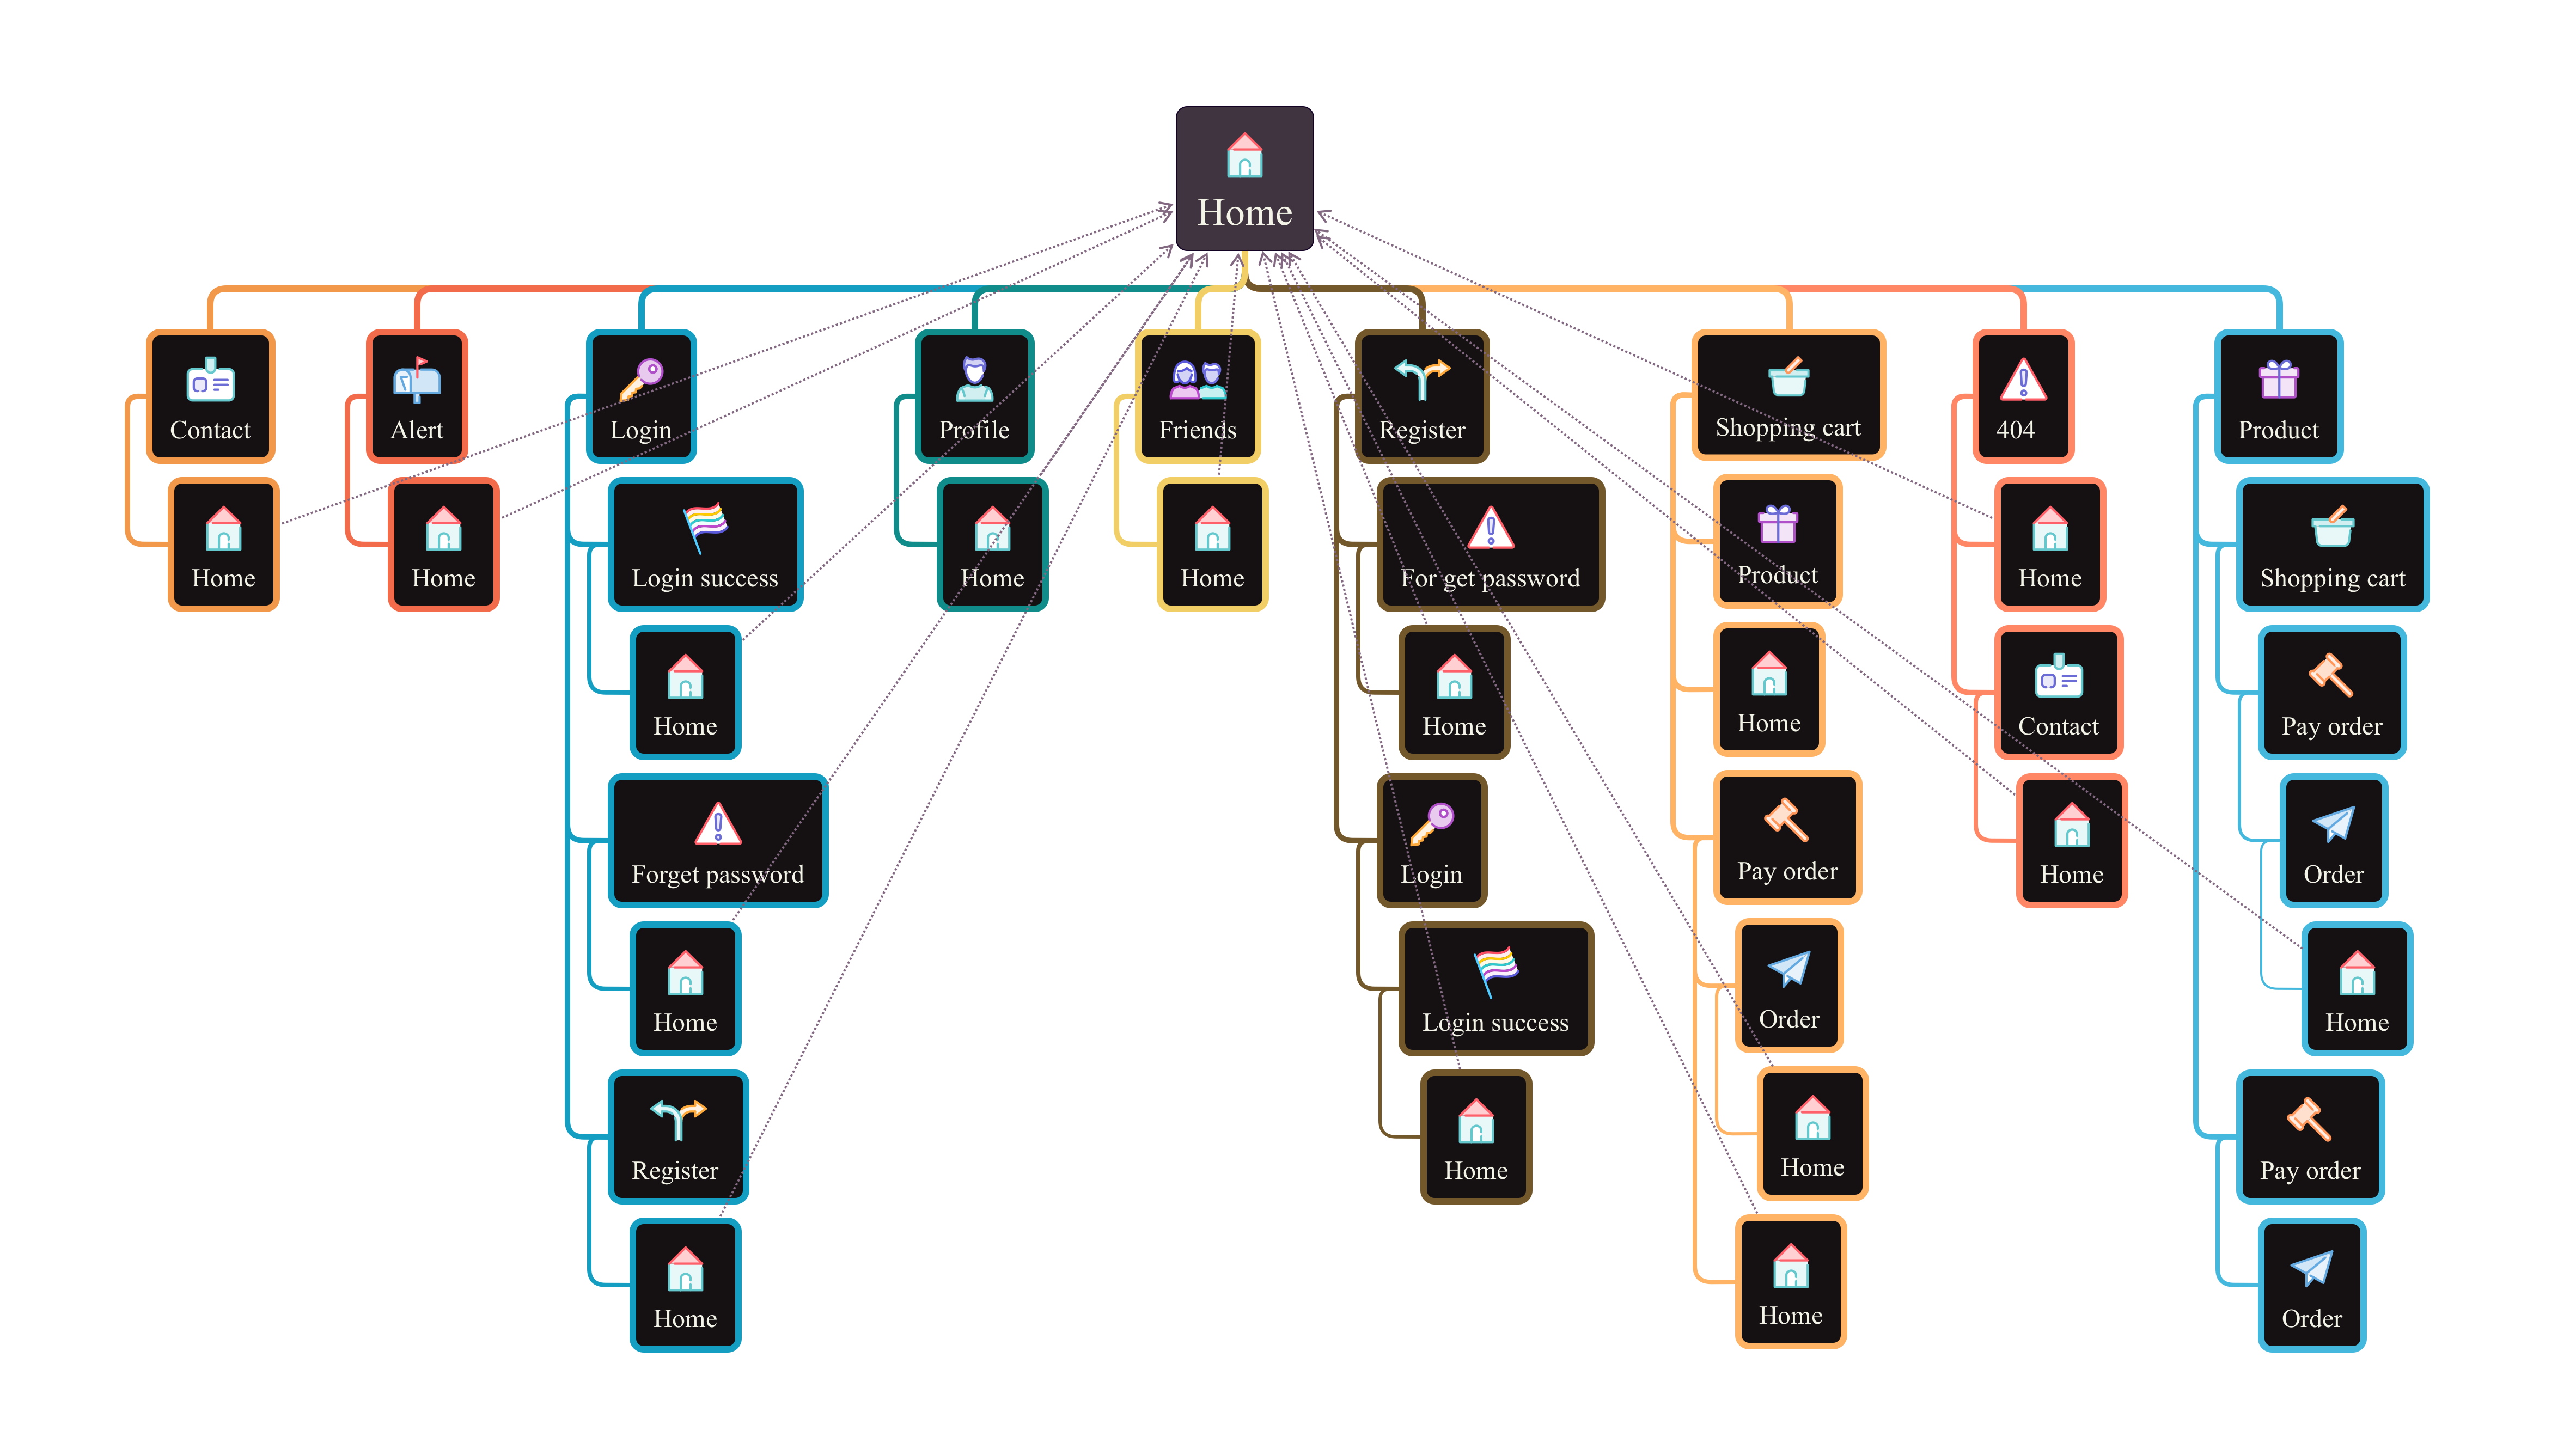 Home
Contact
Home
Alert
Home
Login
Login success
Home
Forget password
Home
Register
Home
Profile
Home
Friends
Home
Register
For get password
Home
Login
Login success
Home
Shopping cart
Product
Home
Pay order
Order
Home
Home
404
Home
Contact
Home
Product
Shopping cart
Pay order
Order
Home
Pay order
Order